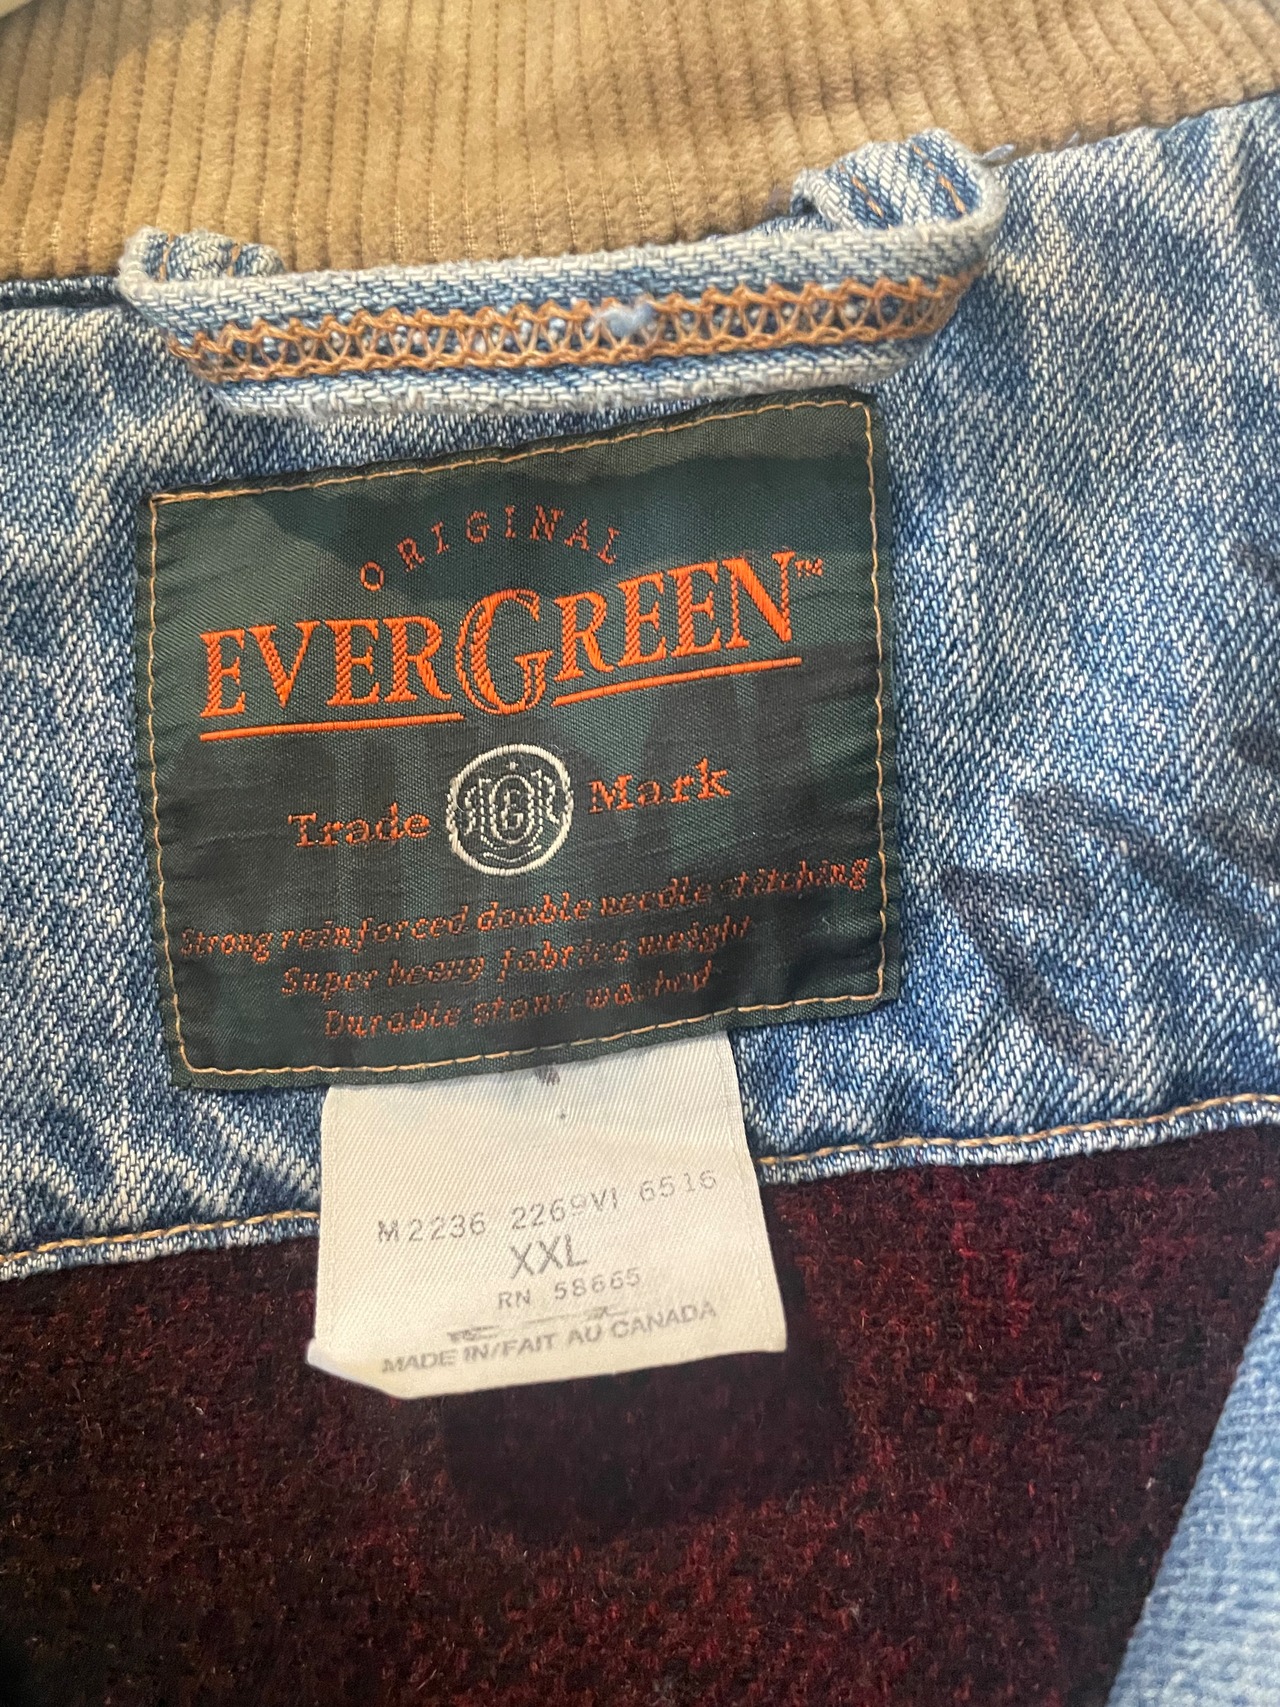 ORIGINAL
EVERGREEN™
Trade Mark
Strong reinforced double needle stitching
Super heavy fabrics weight
Durable stone washed
M2236 2269VI 6516
XXL
RN 58665
MADE IN/FAIT AU CANADA